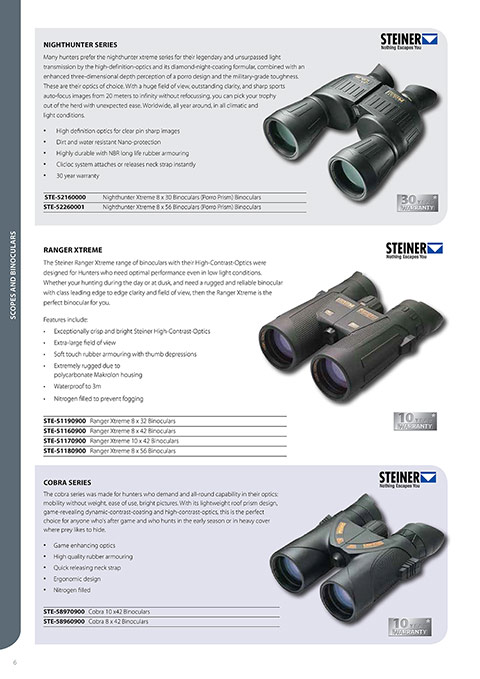 STEINER
Nothing Escapes You
NIGHTHUNTER SERIES
Many hunters prefer the nighthunter xtreme series for their legendary and unsurpassed light
transmission by the high-definition-optics and its diamond-night-coating formular, combined with an
enhanced three-dimensional depth perception of a porro design and the military-grade toughness.
These are their optics of choice. With a huge field of view, outstanding clarity, and sharp sports
auto-focus images from 20 meters to infinity without refocussing, you can pick your trophy
out of the herd with unexpected ease. Worldwide, all year around, in all climatic and
light conditions.
• High definition optics for clear pin sharp images
• Dirt and water resistant Nano-protection
• Highly durable with NBR long life rubber armouring
• Clicloc system attaches or releases neck strap instantly
• 30 year warranty
30 YEAR
WARRANTY
STE-52160000 Nighthunter Xtreme 8 x 30 Binoculars (Porro Prism) Binoculars
STE-52260001 Nighthunter Xtreme 8 x 56 Binoculars (Porro Prism) Binoculars
SCOPES AND BINOCULARS
STEINER
Nothing Escapes You
RANGER XTREME
The Steiner Ranger Xtreme range of binoculars with their High-Contrast-Optics were
designed for Hunters who need optimal performance even in low light conditions.
Whether your hunting during the day or at dusk, and need a rugged and reliable binocular
with class leading edge to edge clarity and field of view, then the Ranger Xtreme is the
perfect binocular for you.
Features include:
• Exceptionally crisp and bright Steiner High-Contrast-Optics
• Extra-large field of view
• Soft touch rubber armouring with thumb depressions
• Extremely rugged due to
polycarbonate Makrolon housing
• Waterproof to 3m
• Nitrogen filled to prevent fogging
10 YEAR
WARRANTY
STE-51190900 Ranger Xtreme 8 x 32 Binoculars
STE-51160900 Ranger Xtreme 8 x 42 Binoculars
STE-51170900 Ranger Xtreme 10 x 42 Binoculars
STE-51180900 Ranger Xtreme 8 x 56 Binoculars
STEINER
Nothing Escapes You
COBRA SERIES
The cobra series was made for hunters who demand and all-round capability in their optics:
mobility without weight, ease of use, bright pictures. With its lightweight roof prism design,
game-revealing dynamic-contrast-coating and high-contrast-optics, this is the perfect
choice for anyone who's after game and who hunts in the early season or in heavy cover
where prey likes to hide.
• Game enhancing optics
• High quality rubber armouring
• Quick releasing neck strap
• Ergonomic design
• Nitrogen filled
10 YEAR
WARRANTY
STE-58970900 Cobra 10 x42 Binoculars
STE-58960900 Cobra 8 x 42 Binoculars
6